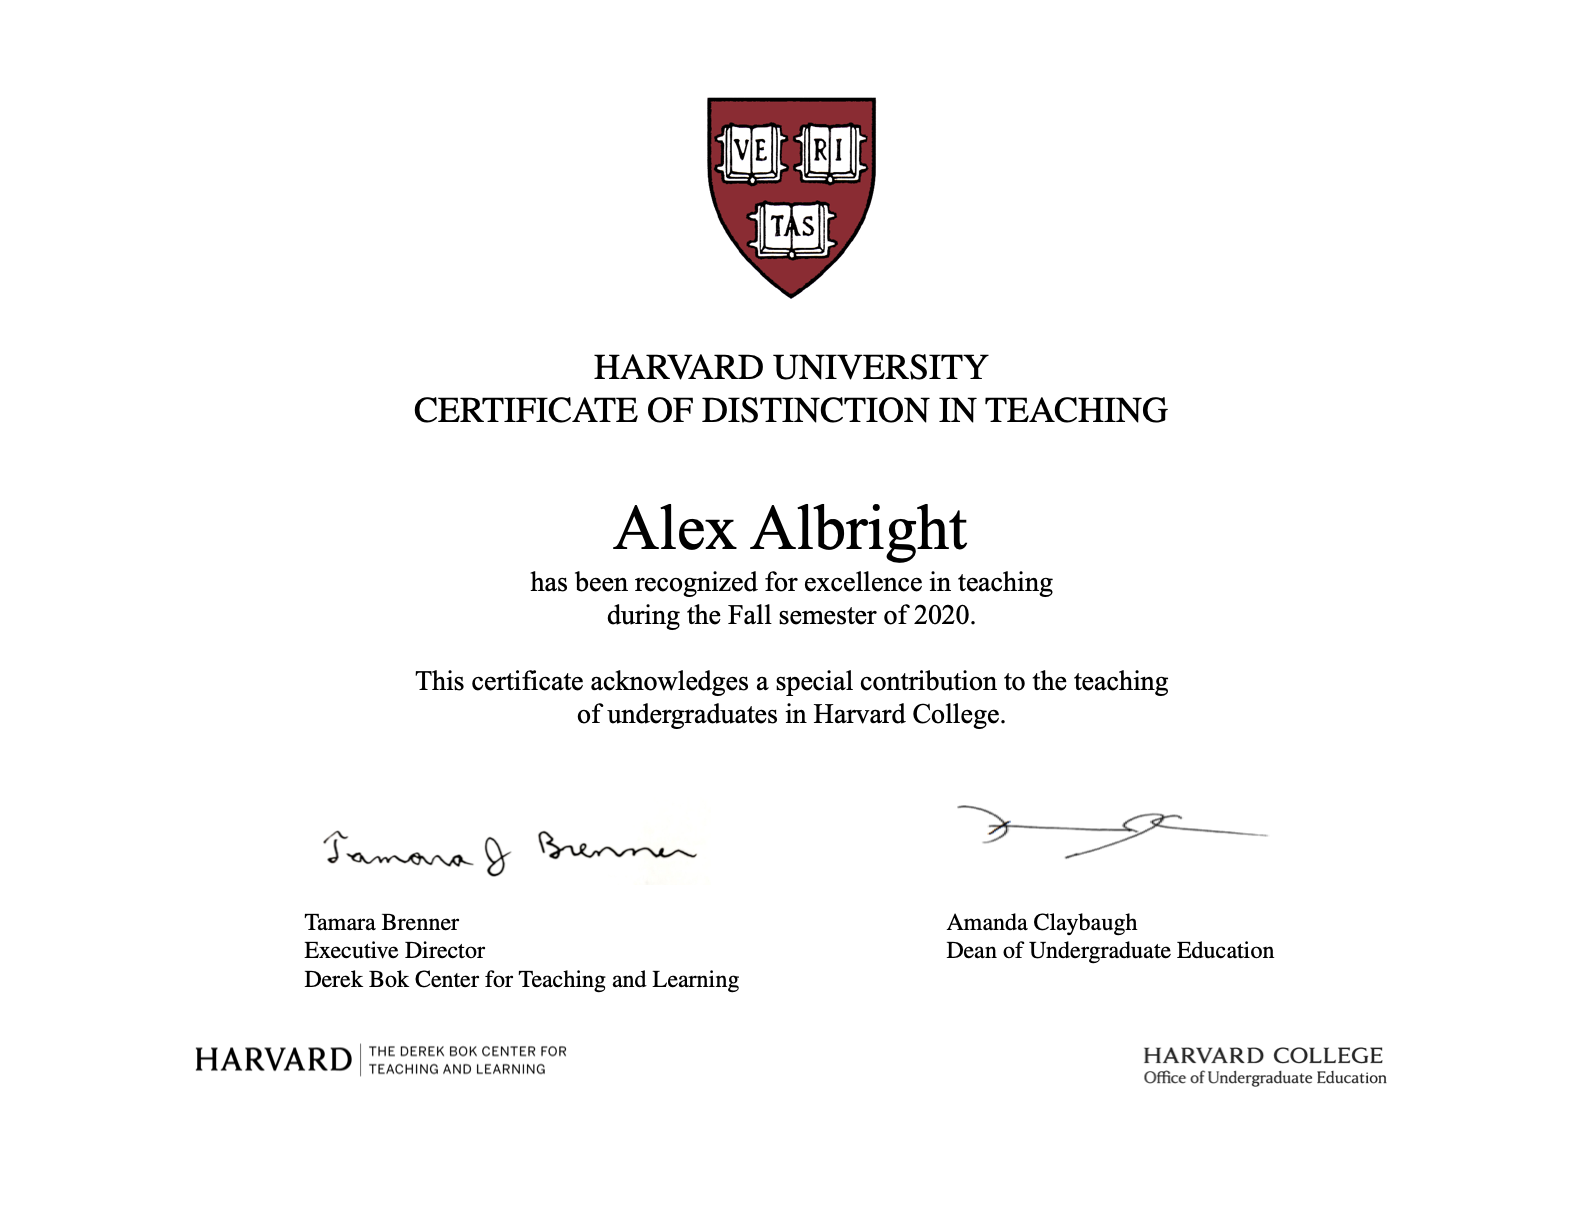 VE RI
TAS
HARVARD UNIVERSITY
CERTIFICATE OF DISTINCTION IN TEACHING
Alex Albright
has been recognized for excellence in teaching
during the Fall semester of 2020.
This certificate acknowledges a special contribution to the teaching
of undergraduates in Harvard College.
Tamara J Brenner
Tamara Brenner
Executive Director
Derek Bok Center for Teaching and Learning
Amanda Claybaugh
Dean of Undergraduate Education
HARVARD
THE DEREK BOK CENTER FOR
TEACHING AND LEARNING
HARVARD COLLEGE
Office of Undergraduate Education